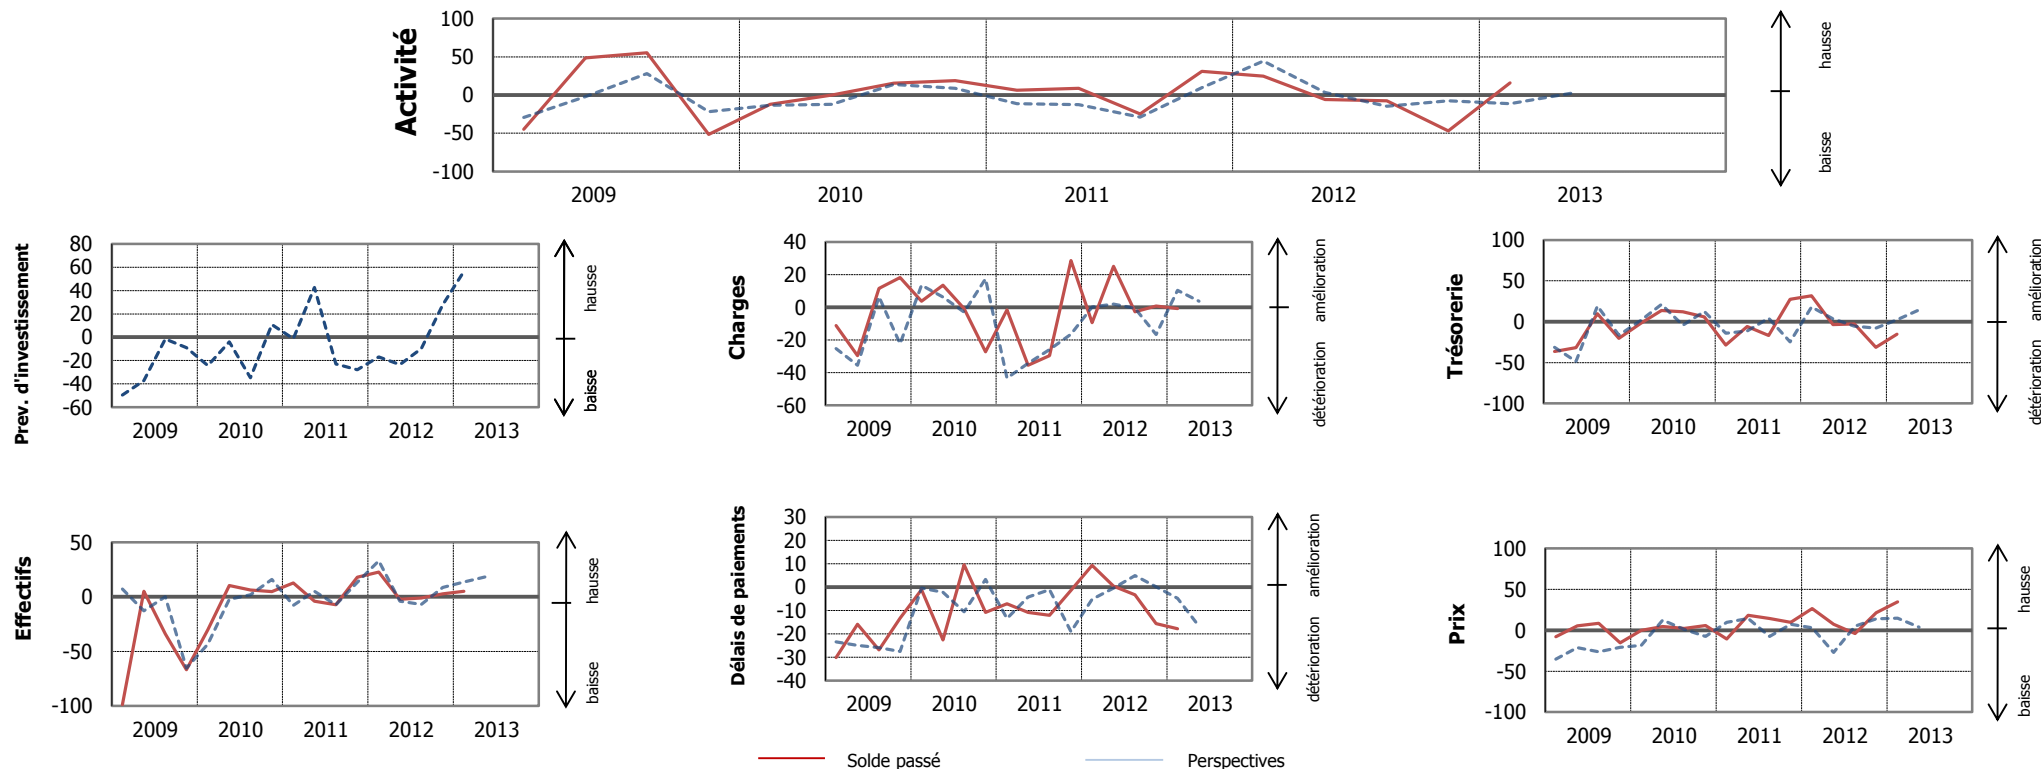 Activité
100
50
0
-50
-100
2009 2010 2011 2012 2013
hausse
baisse
Prev. d'investissement
80
60
40
20
0
-20
-40
-60
2009 2010 2011 2012 2013
hausse
baisse
Charges
40
20
0
-20
-40
-60
2009 2010 2011 2012 2013
amélioration
détérioration
Trésorerie
100
50
0
-50
-100
2009 2010 2011 2012 2013
amélioration
détérioration
Effectifs
50
0
-50
-100
2009 2010 2011 2012 2013
hausse
baisse
Délais de paiements
30
20
10
0
-10
-20
-30
-40
2009 2010 2011 2012 2013
amélioration
détérioration
Prix
100
50
0
-50
-100
2009 2010 2011 2012 2013
hausse
baisse
Solde passé Perspectives